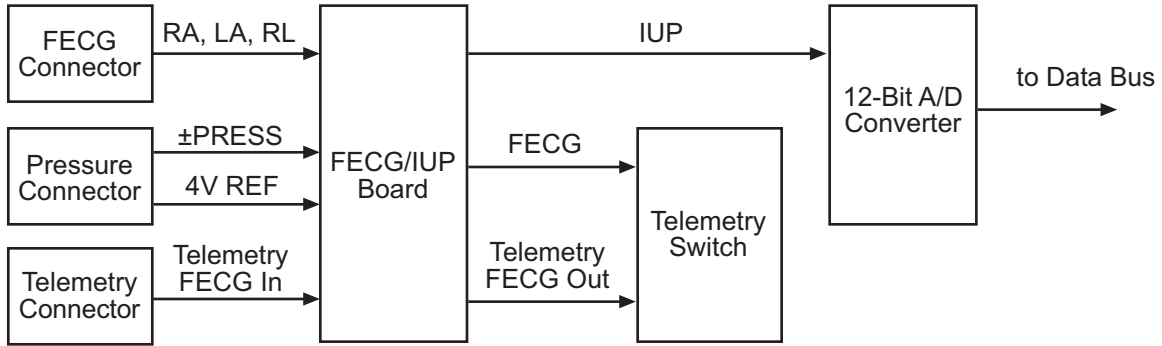 FECG
Connector
RA, LA, RL
IUP
12-Bit A/D
Converter
to Data Bus
Pressure
Connector
±PRESS
4V REF
FECG/IUP
Board
FECG
Telemetry
Switch
Telemetry
Connector
Telemetry
FECG In
Telemetry
FECG Out